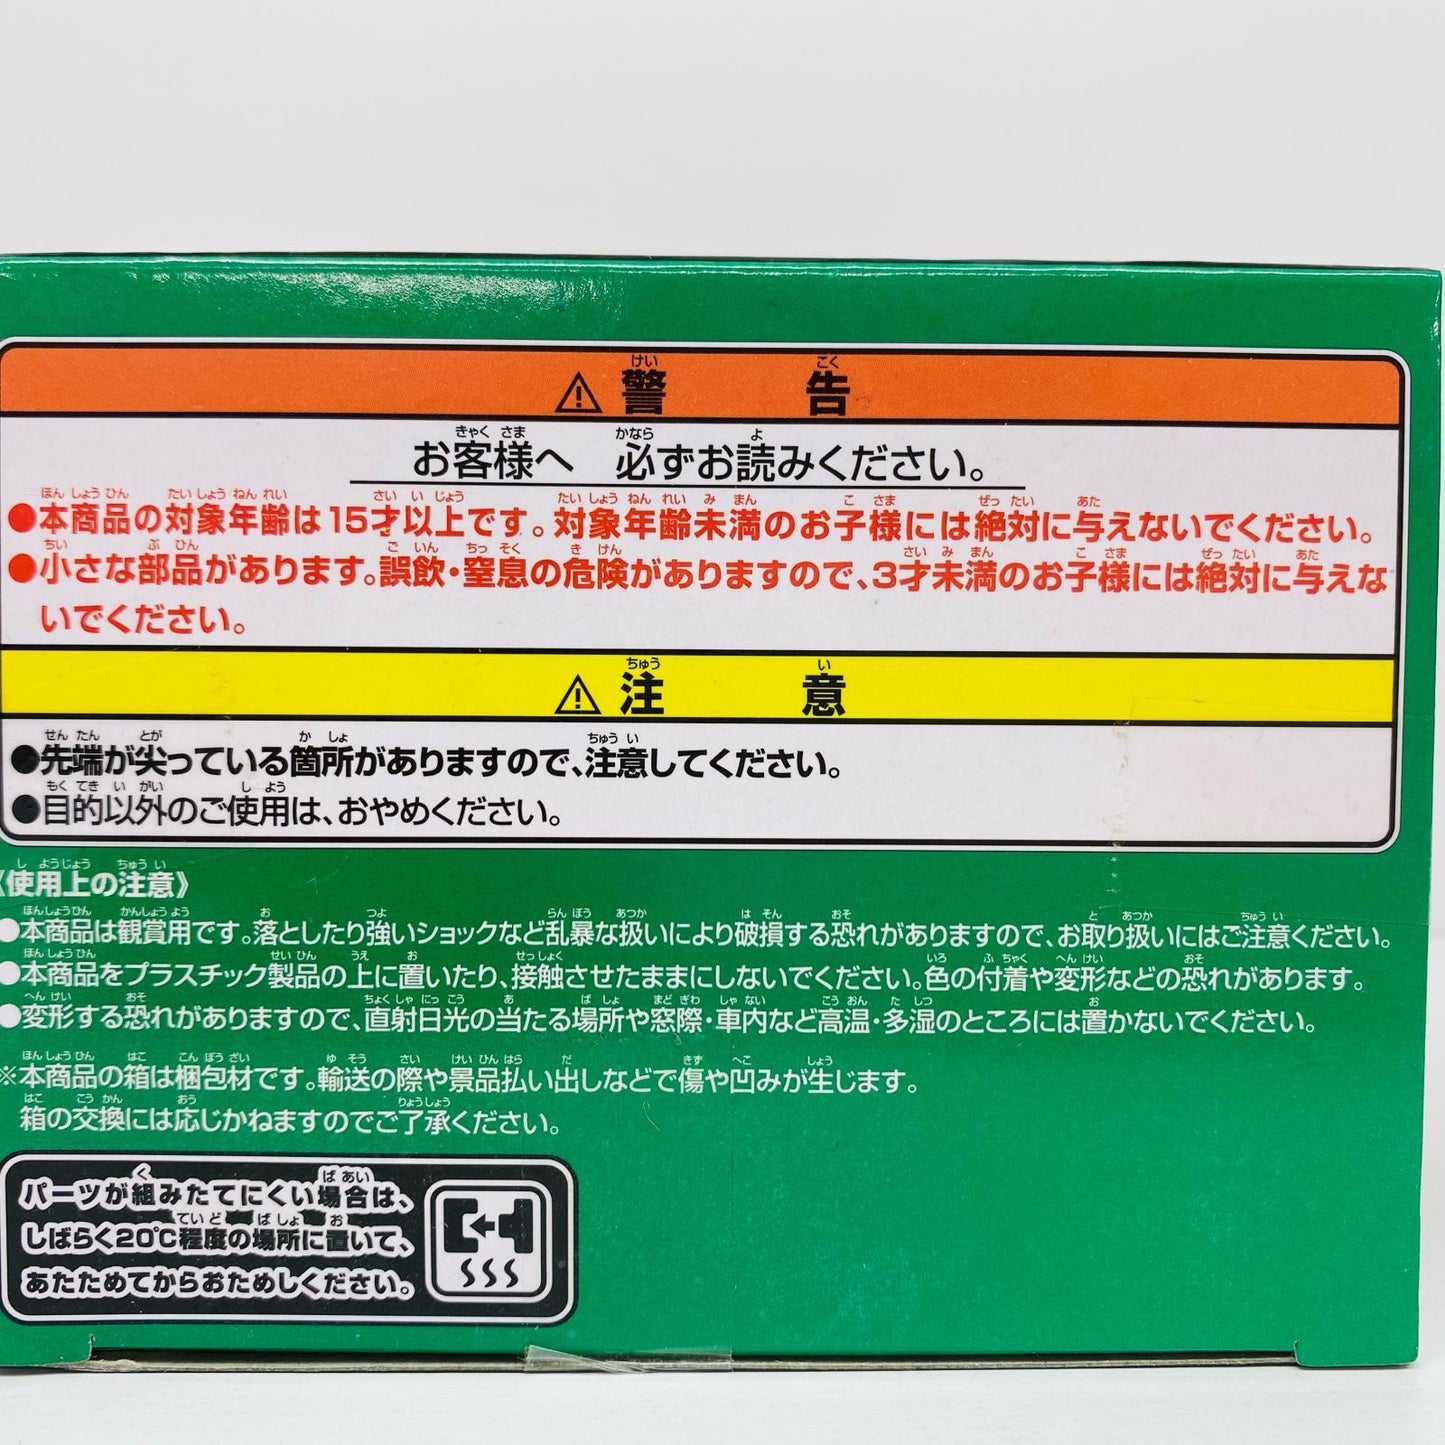 ⚠警告
お客様へ 必ずお読みください。
●本商品の対象年齢は15才以上です。対象年齢未満のお子様には絶対に与えないでください。
●小さな部品があります。誤飲・窒息の危険がありますので、3才未満のお子様には絶対に与えな
いでください。
⚠注意
●先端が尖っている箇所がありますので、注意してください。
●目的以外のご使用は、おやめください。
《使用上の注意》
●本商品は観賞用です。落としたり強いショックなど乱暴な扱いにより破損する恐れがありますので、お取り扱いにはご注意ください。
●本商品をプラスチック製品の上に置いたり、接触させたままにしないでください。色の付着や変形などの恐れがあります。
●変形する恐れがありますので、直射日光の当たる場所や窓際・車内など高温・多湿のところには置かないでください。
※本商品の箱は梱包材です。輸送の際や景品払い出しなどで傷や凹みが生じます。
箱の交換には応じかねますのでご了承ください。
パーツが組みたてにくい場合は、
しばらく20℃程度の場所に置いて、
あたためてからおためしください。